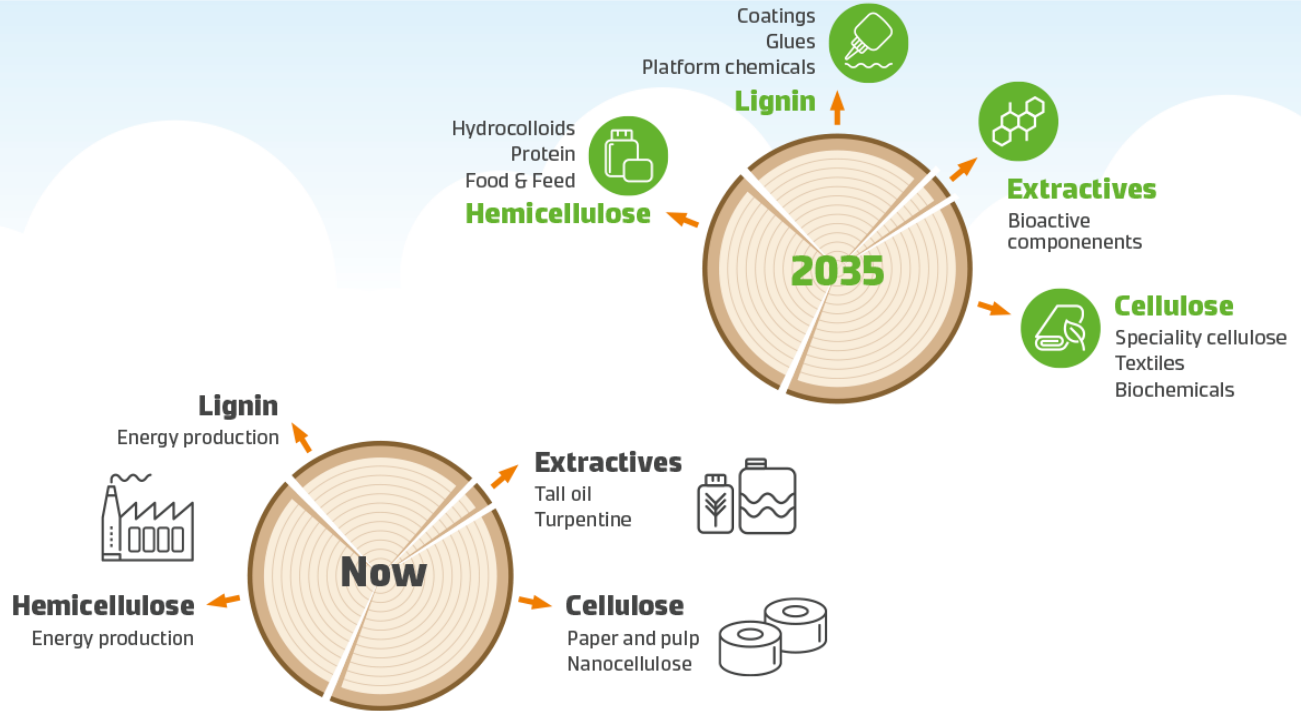 Coatings
Glues
Platform chemicals
Lignin
Hydrocolloids
Protein
Food & Feed
Hemicellulose
Extractives
Bioactive
componenents
2035
Cellulose
Speciality cellulose
Textiles
Biochemicals
Lignin
Energy production
Extractives
Tall oil
Turpentine
Now
Hemicellulose
Energy production
Cellulose
Paper and pulp
Nanocellulose